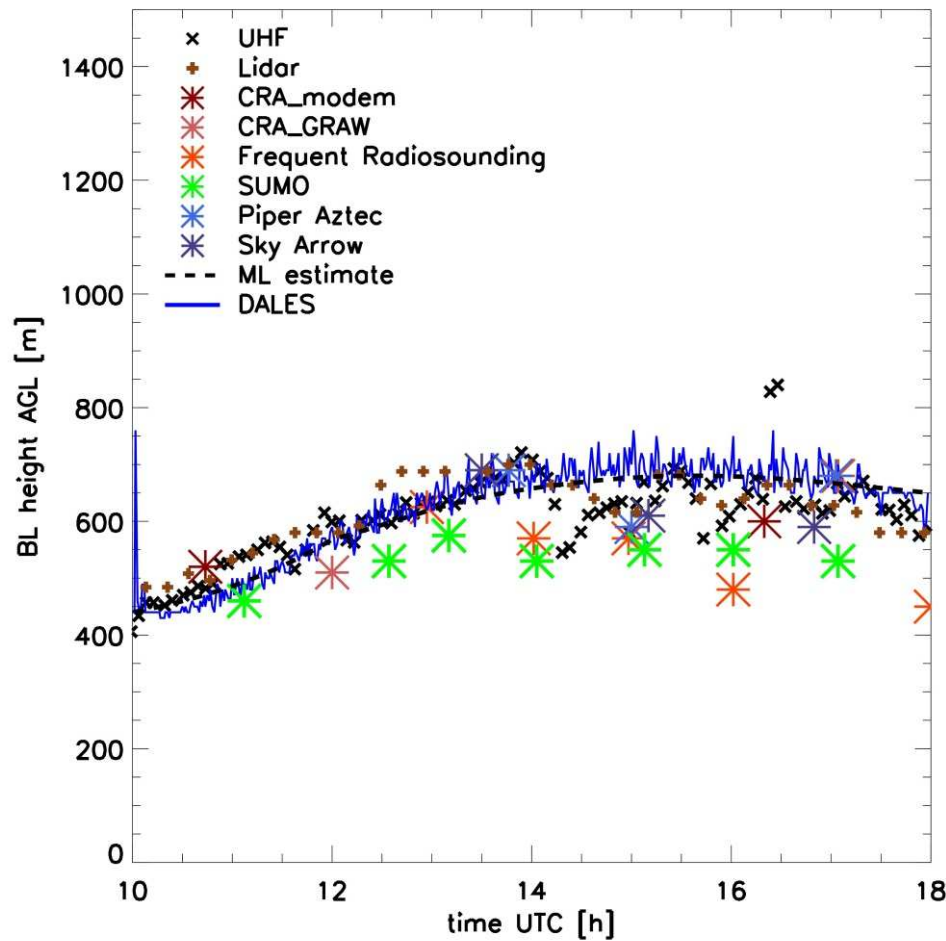 UHF
Lidar
CRA_modem
CRA_GRAW
Frequent Radiosounding
SUMO
Piper Aztec
Sky Arrow
ML estimate
DALES
1400
1200
1000
800
600
400
200
0
BL height AGL [m]
10 12 14 16 18
time UTC [h]